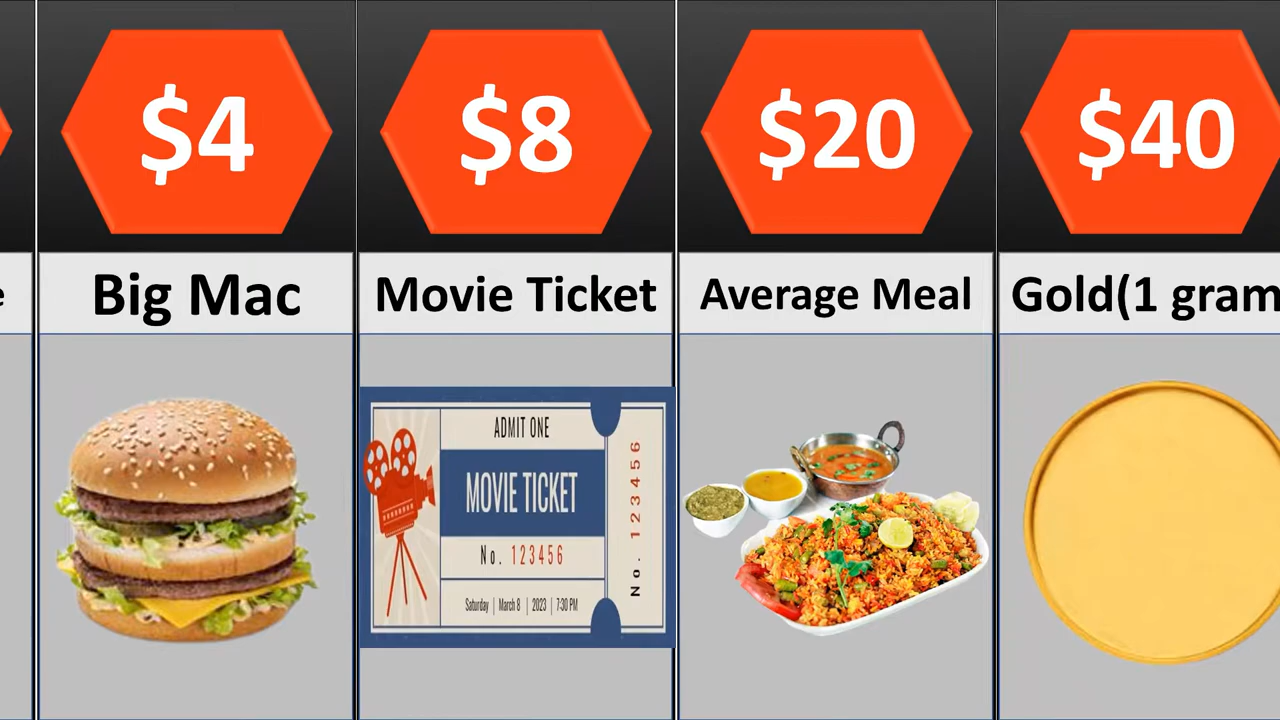 $4
$8
$20
$40
e
Big Mac
Movie Ticket
Average Meal
Gold(1 gram
ADMIT ONE
MOVIE TICKET
No. 123456
Saturday | March 8 | 2023 | 7:30 PM
No. 123456